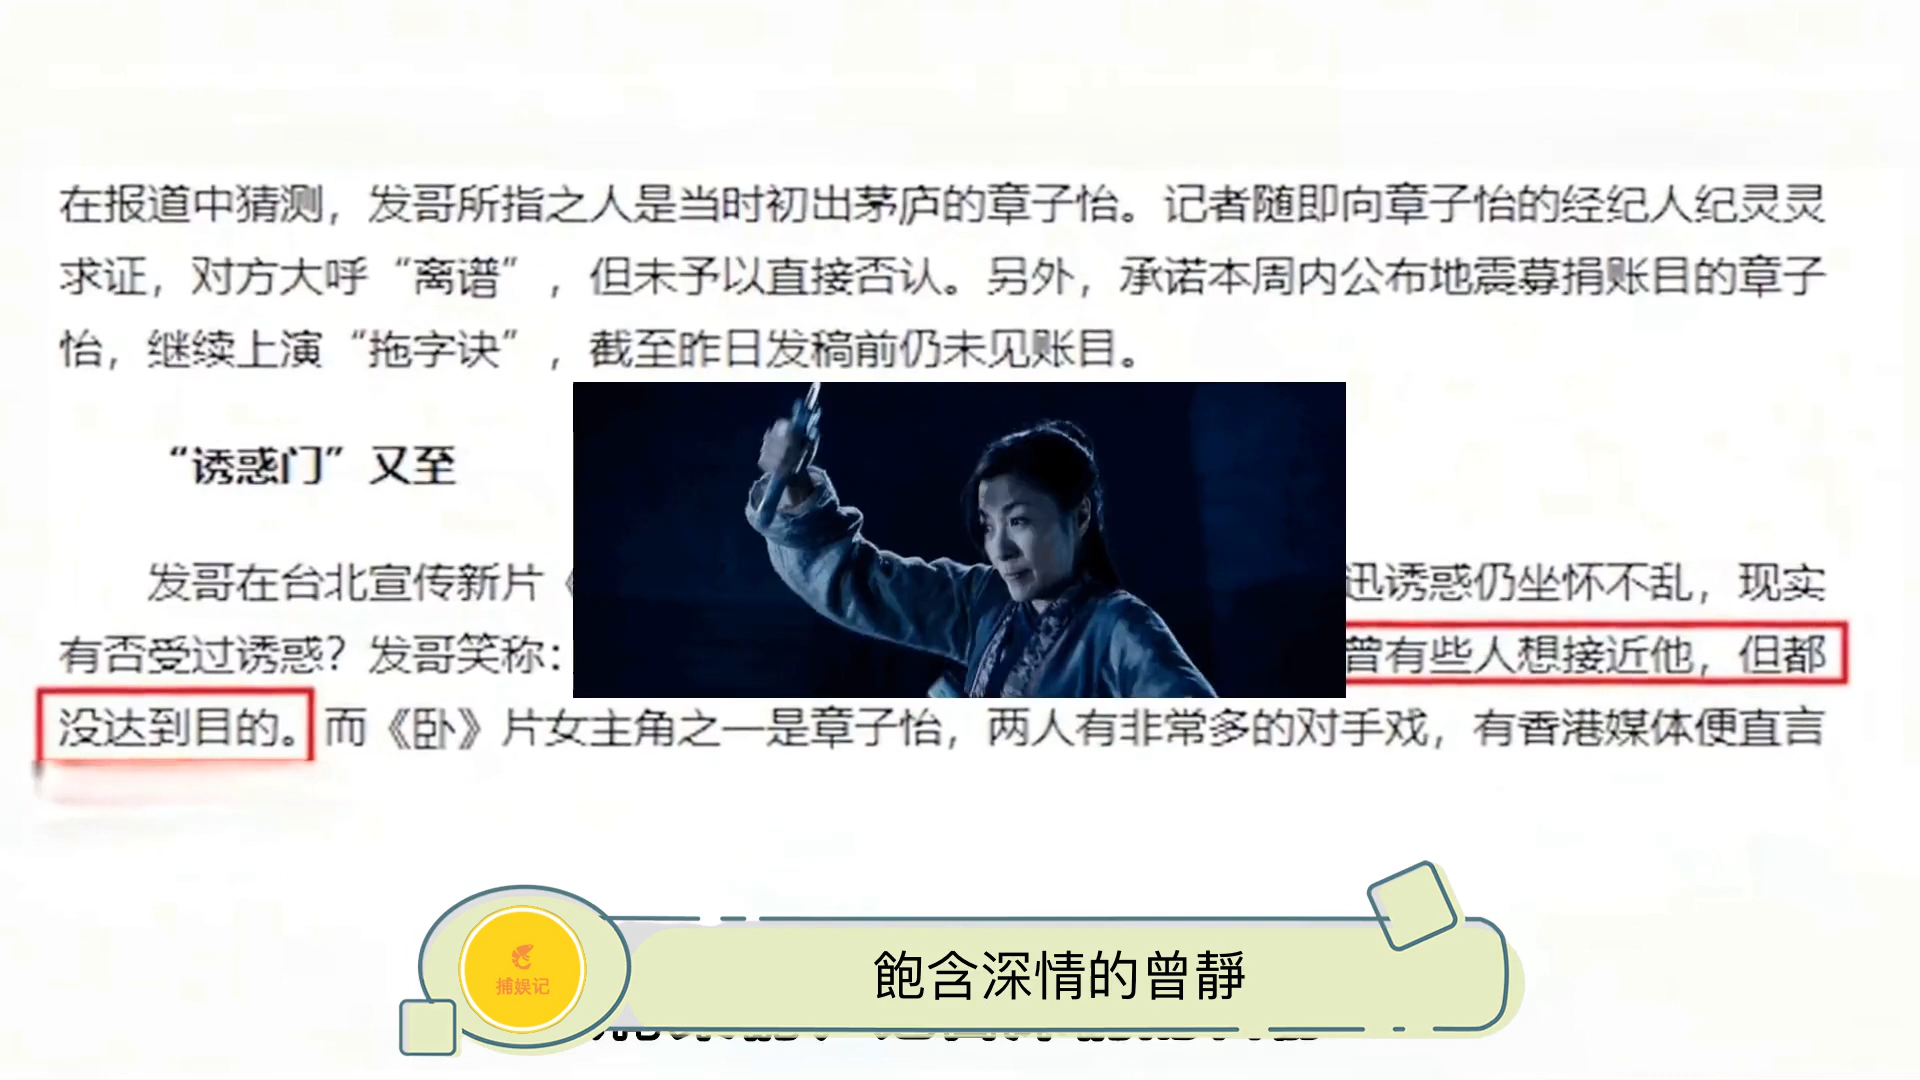 在报道中猜测，发哥所指之人是当时初出茅庐的章子怡。记者随即向章子怡的经纪人纪灵灵
求证，对方大呼“离谱”，但未予以直接否认。另外，承诺本周内公布地震募捐账目的章子
怡，继续上演“拖字诀”，截至昨日发稿前仍未见账目。
“诱惑门”又至
发哥在台北宣传新片《
迅诱惑仍坐怀不乱，现实
有否受过诱惑？发哥笑称：
曾有些人想接近他，但都
没达到目的。而《卧》片女主角之一是章子怡，两人有非常多的对手戏，有香港媒体便直言
捕娱记
飽含深情的曾靜